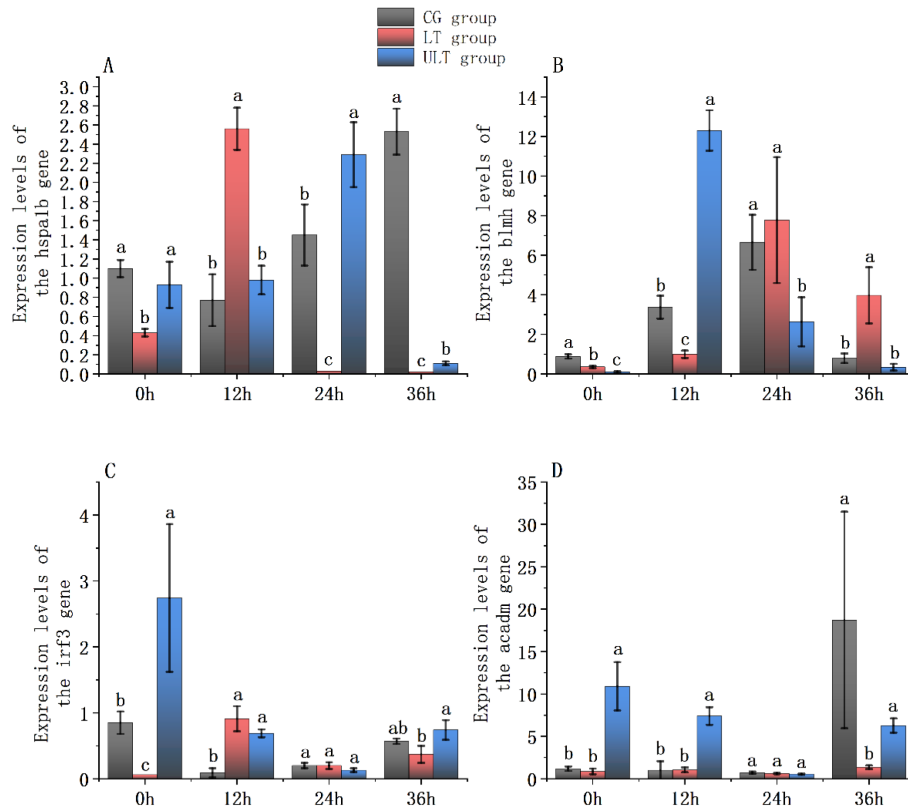 CG group
LT group
ULT group
A
Expression levels of
the hspalb gene
3.0
2.8
2.6
2.4
2.2
2.0
1.8
1.6
1.4
1.2
1.0
0.8
0.6
0.4
0.2
0.0
a
b
a
b
a
b
b
c
a
a
c
b
0h
12h
24h
36h
B
Expression levels of
the blmh gene
14
12
10
8
6
4
2
0
a
b
c
b
c
a
a
a
b
b
a
b
0h
12h
24h
36h
C
Expression levels of
the irf3 gene
4
3
2
1
0
b
c
a
b
a
a
a
a
a
ab
b
a
0h
12h
24h
36h
D
Expression levels of
the acadm gene
35
30
25
20
15
10
5
0
b
b
a
b
b
a
a
a
a
a
b
a
0h
12h
24h
36h